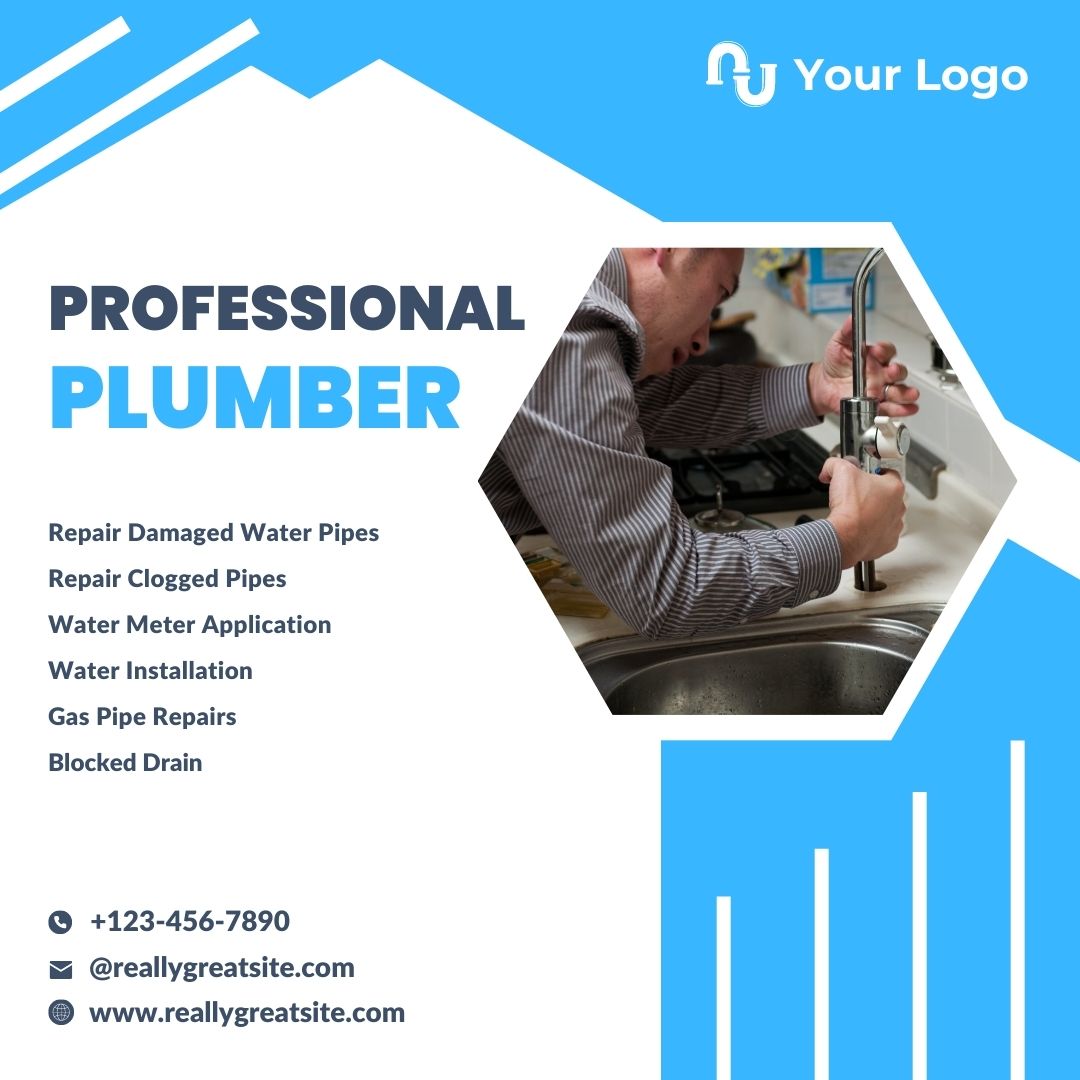 Your Logo
PROFESSIONAL
PLUMBER
Repair Damaged Water Pipes
Repair Clogged Pipes
Water Meter Application
Water Installation
Gas Pipe Repairs
Blocked Drain
+123-456-7890
@reallygreatsite.com
www.reallygreatsite.com